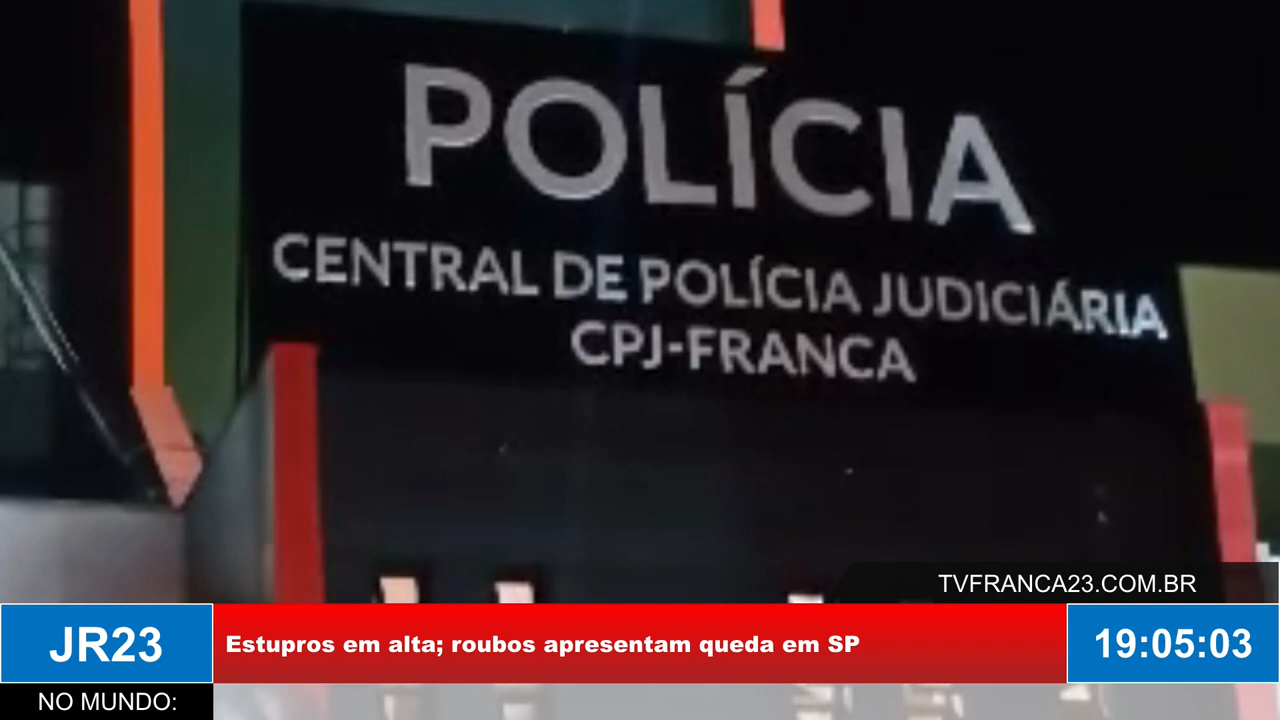 POLÍCIA
CENTRAL DE POLÍCIA JUDICIÁRIA
CPJ-FRANCA
TVFRANCA23.COM.BR
JR23
Estupros em alta; roubos apresentam queda em SP
19:05:03
NO MUNDO: